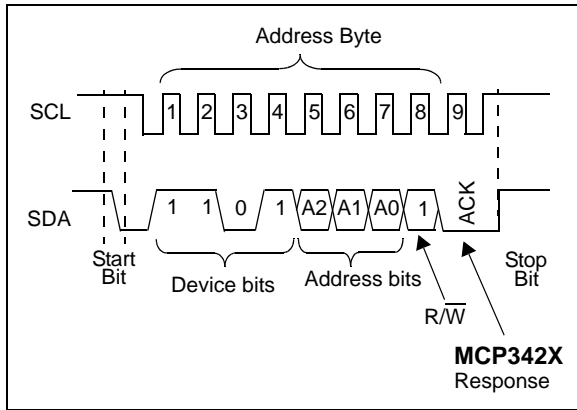 Address Byte
SCL 1 2 3 4 5 6 7 8 9
SDA 1 1 0 1 A2 A1 A0 1 ACK
Start
Bit
Device bits
Address bits
Stop
Bit
R/W̅
MCP342X
Response